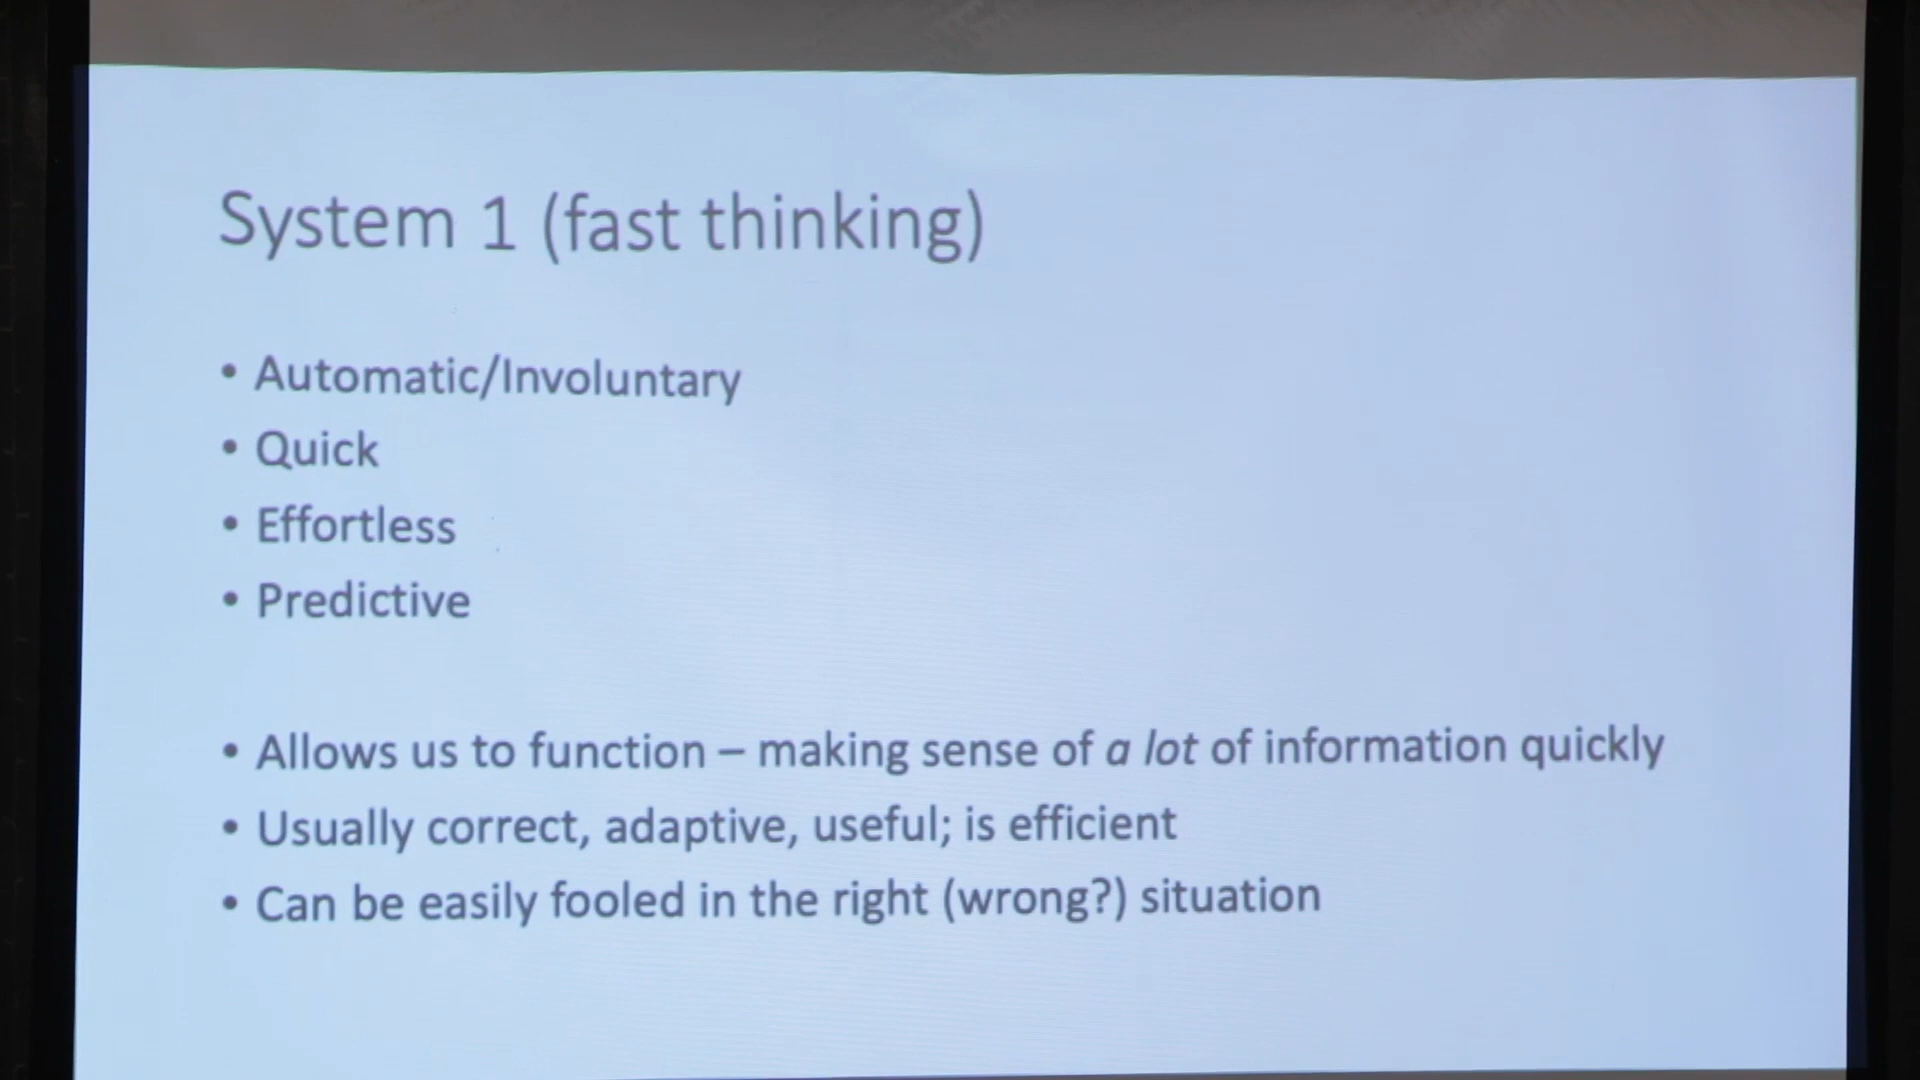 System 1 (fast thinking)
• Automatic/Involuntary
• Quick
• Effortless
• Predictive
• Allows us to function – making sense of a lot of information quickly
• Usually correct, adaptive, useful; is efficient
• Can be easily fooled in the right (wrong?) situation